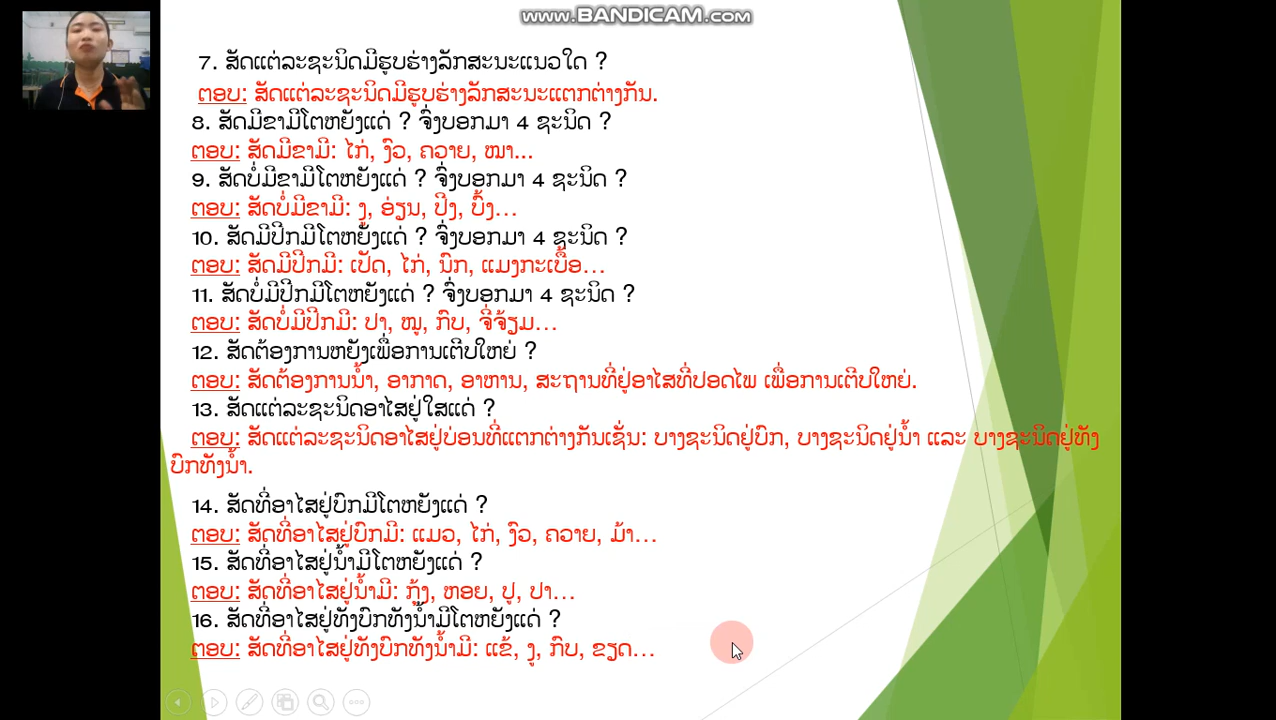 www.BANDICAM.com
7. ສັດແຕ່ລະຊະນິດມີຮູບຮ່າງລັກສະນະແນວໃດ ?
ຕອບ: ສັດແຕ່ລະຊະນິດມີຮູບຮ່າງລັກສະນະແຕກຕ່າງກັນ.
8. ສັດມີຂາມີໂຕຫຍັງແດ່ ? ຈົ່ງບອກມາ 4 ຊະນິດ ?
ຕອບ: ສັດມີຂາມີ: ໄກ່, ງົວ, ຄວາຍ, ໝາ...
9. ສັດບໍ່ມີຂາມີໂຕຫຍັງແດ່ ? ຈົ່ງບອກມາ 4 ຊະນິດ ?
ຕອບ: ສັດບໍ່ມີຂາມີ: ງູ, ອ່ຽນ, ປີງ, ບົ້ງ...
10. ສັດມີປີກມີໂຕຫຍັງແດ່ ? ຈົ່ງບອກມາ 4 ຊະນິດ ?
ຕອບ: ສັດມີປີກມີ: ເປັດ, ໄກ່, ນົກ, ແມງກະເບື້ອ...
11. ສັດບໍ່ມີປີກມີໂຕຫຍັງແດ່ ? ຈົ່ງບອກມາ 4 ຊະນິດ ?
ຕອບ: ສັດບໍ່ມີປີກມີ: ປາ, ໜູ, ກົບ, ຈີ່ຈ້ຽມ...
12. ສັດຕ້ອງການຫຍັງເພື່ອການເຕີບໃຫຍ່ ?
ຕອບ: ສັດຕ້ອງການນໍ້າ, ອາກາດ, ອາຫານ, ສະຖານທີ່ຢູ່ອາໄສທີ່ປອດໄພ ເພື່ອການເຕີບໃຫຍ່.
13. ສັດແຕ່ລະຊະນິດອາໄສຢູ່ໃສແດ່ ?
ຕອບ: ສັດແຕ່ລະຊະນິດອາໄສຢູ່ບ່ອນທີ່ແຕກຕ່າງກັນເຊັ່ນ: ບາງຊະນິດຢູ່ບົກ, ບາງຊະນິດຢູ່ນໍ້າ ແລະ ບາງຊະນິດຢູ່ທັງ
ບົກທັງນໍ້າ.
14. ສັດທີ່ອາໄສຢູ່ບົກມີໂຕຫຍັງແດ່ ?
ຕອບ: ສັດທີ່ອາໄສຢູ່ບົກມີ: ແມວ, ໄກ່, ງົວ, ຄວາຍ, ມ້າ...
15. ສັດທີ່ອາໄສຢູ່ນໍ້າມີໂຕຫຍັງແດ່ ?
ຕອບ: ສັດທີ່ອາໄສຢູ່ນໍ້າມີ: ກຸ້ງ, ຫອຍ, ປູ, ປາ...
16. ສັດທີ່ອາໄສຢູ່ທັງບົກທັງນໍ້າມີໂຕຫຍັງແດ່ ?
ຕອບ: ສັດທີ່ອາໄສຢູ່ທັງບົກທັງນໍ້າມີ: ແຂ້, ງູ, ກົບ, ຂຽດ...